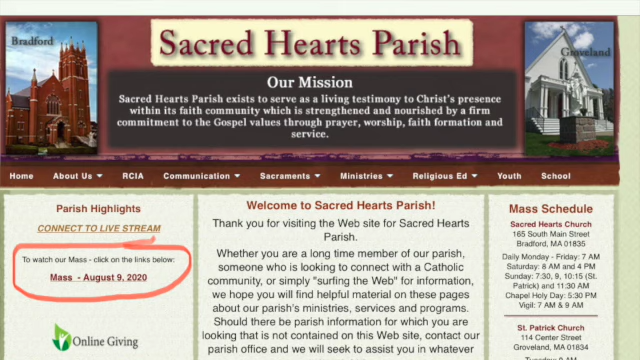 Bradford
Sacred Hearts Parish
Groveland
Our Mission
Sacred Hearts Parish exists to serve as a living testimony to Christ's presence
within its faith community which is strengthened and nourished by a firm
commitment to the Gospel values through prayer, worship, faith formation and
service.
Home About Us RCIA Communication Sacraments Ministries Religious Ed Youth School
Parish Highlights
CONNECT TO LIVE STREAM
To watch our Mass - click on the links below:
Mass - August 9, 2020
Online Giving
Welcome to Sacred Hearts Parish!
Thank you for visiting the Web site for Sacred Hearts
Parish.
Whether you are a long time member of our parish,
someone who is looking to connect with a Catholic
community, or simply "surfing the Web" for information,
we hope you will find helpful material on these pages
about our parish's ministries, services and programs.
Should there be parish information for which you are
looking that is not contained on this Web site, contact our
parish office and we will seek to assist you in whatever
Mass Schedule
Sacred Hearts Church
165 South Main Street
Bradford, MA 01835
Daily Monday - Friday: 7 AM
Saturday: 8 AM and 4 PM
Sunday: 7:30, 9, 10:15 (St.
Pat) and 11:30 AM
Chapel Holy Day: 5:30 PM
Vigil: 7 AM & 9 AM
St. Patrick Church
114 Center Street
Groveland, MA 01834